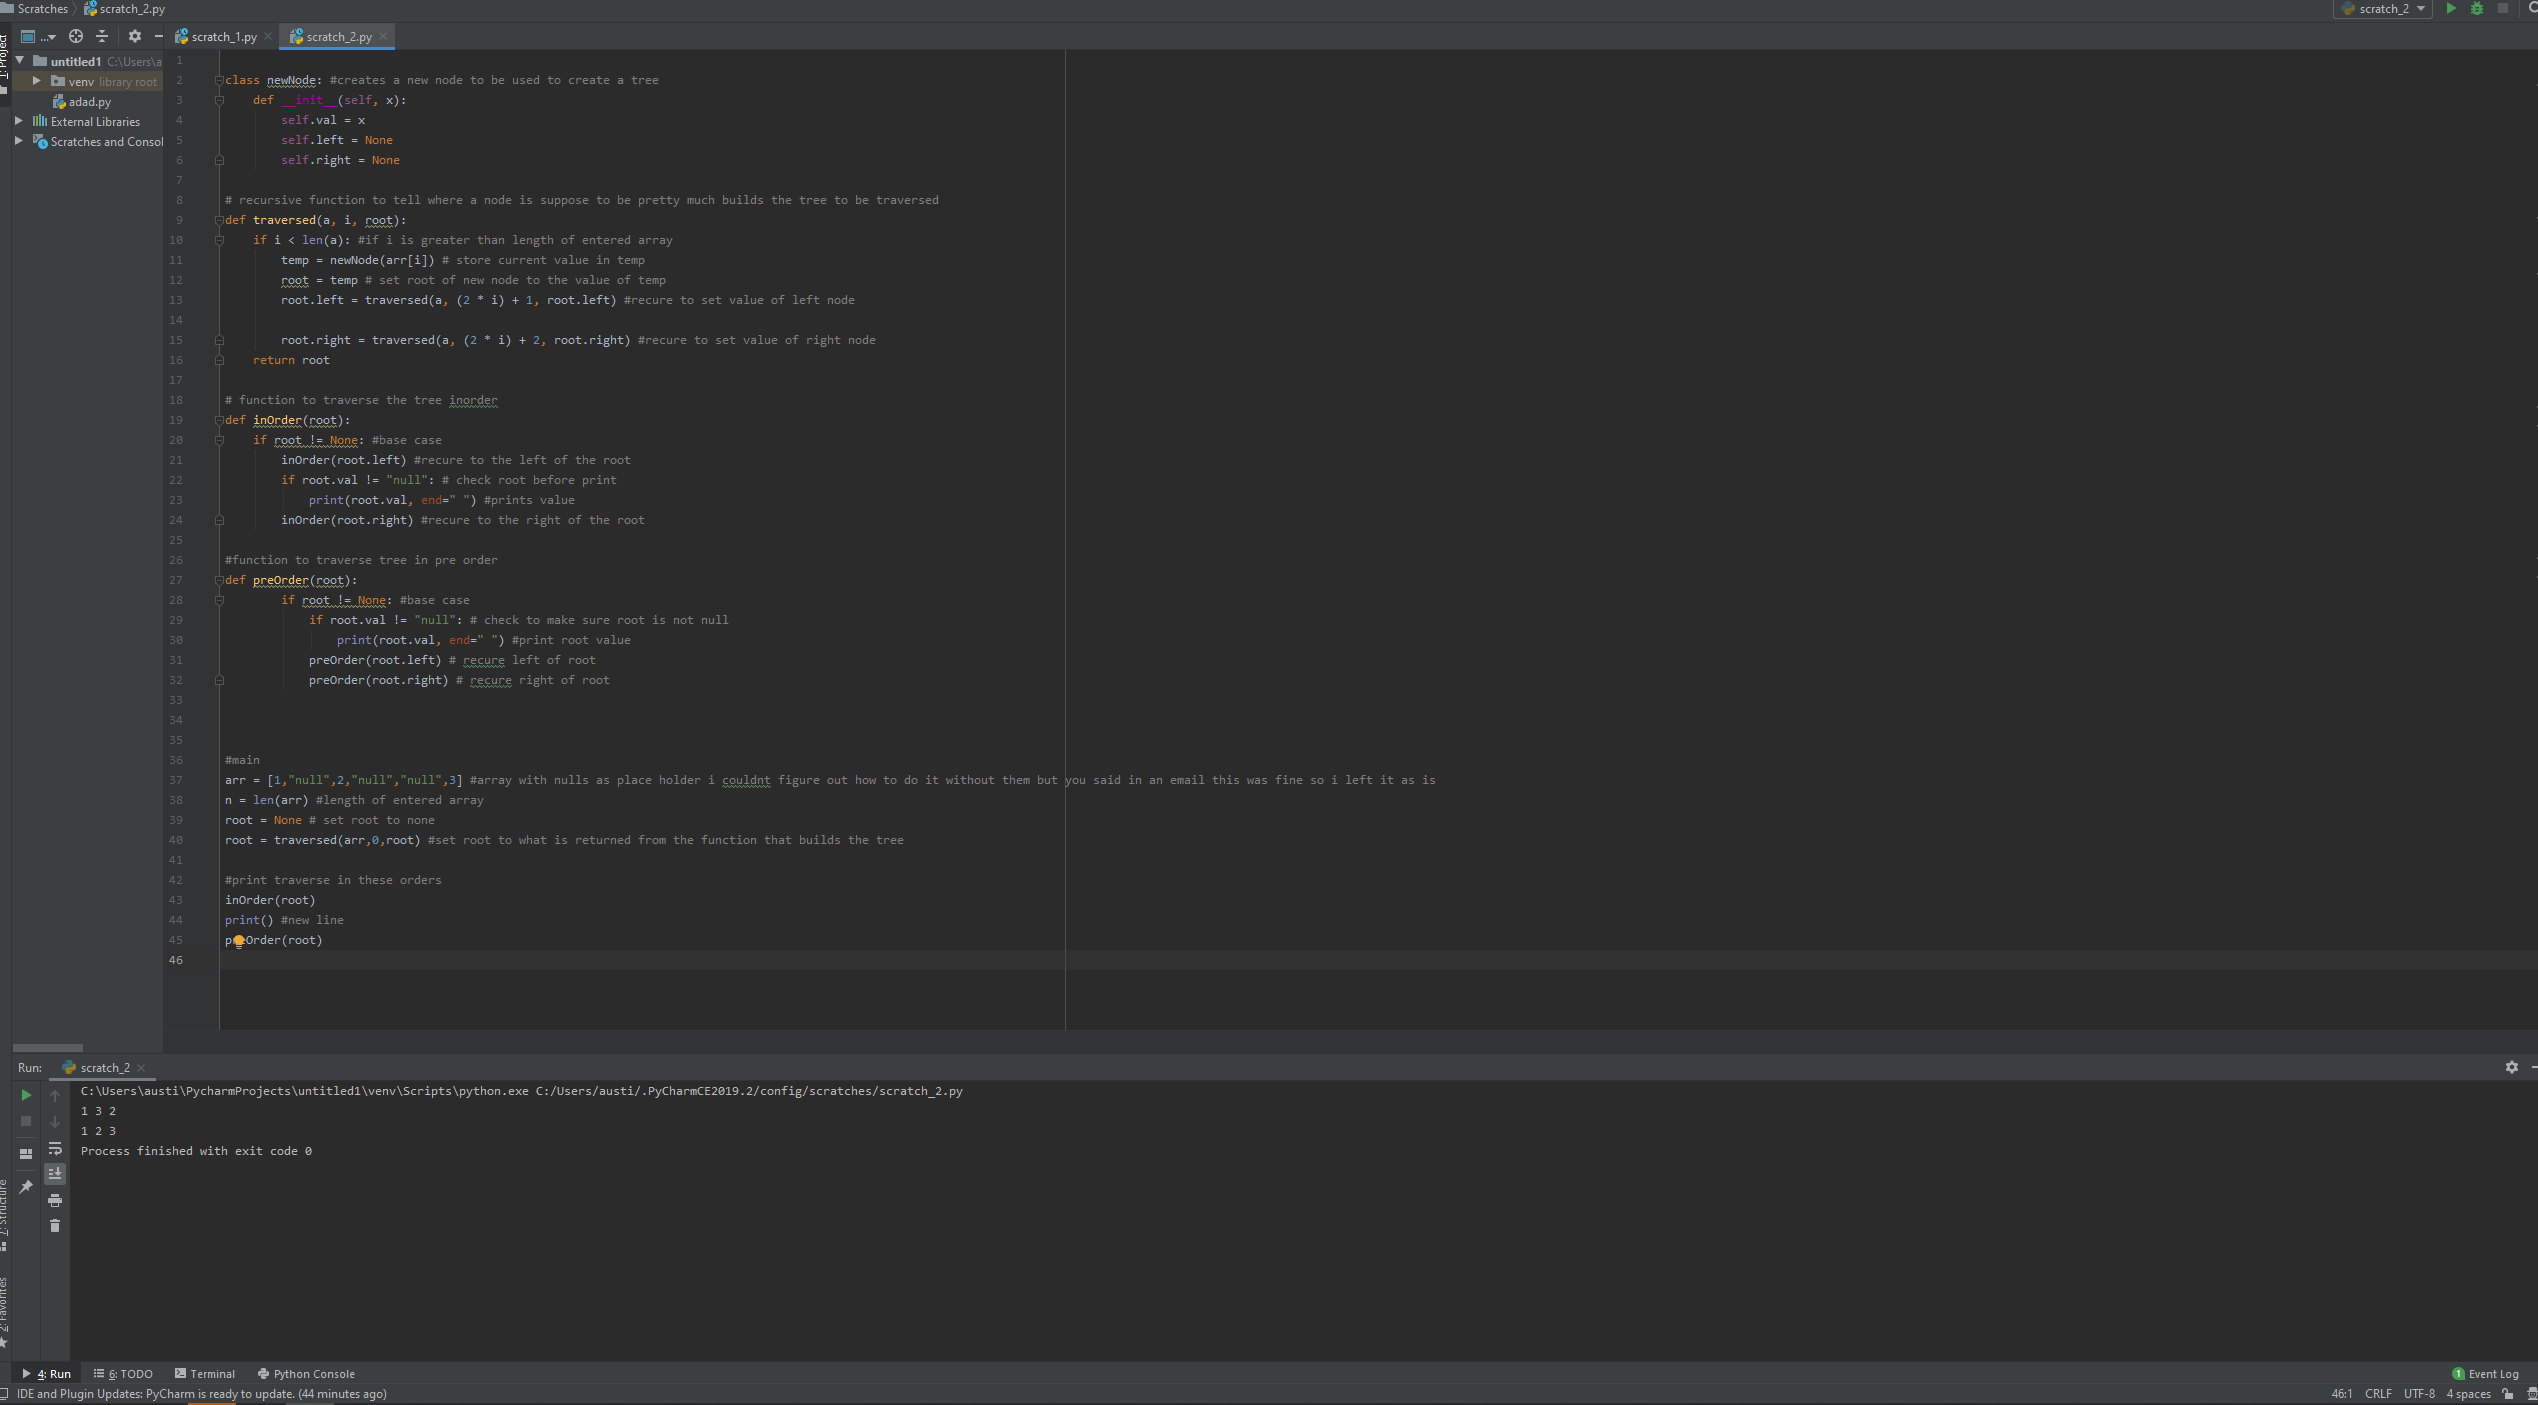 Scratches scratch_2.py
scratch_2
1: Project
...
scratch_1.py
scratch_2.py
untitled1 C:\Users\a
venv library root
adad.py
External Libraries
Scratches and Consol
1
2 class newNode: #creates a new node to be used to create a tree
3     def __init__(self, x):
4         self.val = x
5         self.left = None
6         self.right = None
7
8 # recursive function to tell where a node is suppose to be pretty much builds the tree to be traversed
9 def traversed(a, i, root):
10     if i < len(a): #if i is greater than length of entered array
11         temp = newNode(arr[i]) # store current value in temp
12         root = temp # set root of new node to the value of temp
13         root.left = traversed(a, (2 * i) + 1, root.left) #recure to set value of left node
14
15         root.right = traversed(a, (2 * i) + 2, root.right) #recure to set value of right node
16     return root
17
18 # function to traverse the tree inorder
19 def inOrder(root):
20     if root != None: #base case
21         inOrder(root.left) #recure to the left of the root
22         if root.val != "null": # check root before print
23             print(root.val, end=" ") #prints value
24         inOrder(root.right) #recure to the right of the root
25
26 #function to traverse tree in pre order
27 def preOrder(root):
28         if root != None: #base case
29             if root.val != "null": # check to make sure root is not null
30                 print(root.val, end=" ") #print root value
31             preOrder(root.left) # recure left of root
32             preOrder(root.right) # recure right of root
33
34
35
36 #main
37 arr = [1,"null",2,"null","null",3] #array with nulls as place holder i couldnt figure out how to do it without them but you said in an email this was fine so i left it as is
38 n = len(arr) #length of entered array
39 root = None # set root to none
40 root = traversed(arr,0,root) #set root to what is returned from the function that builds the tree
41
42 #print traverse in these orders
43 inOrder(root)
44 print() #new line
45 preOrder(root)
46
Run: scratch_2
C:\Users\austi\PycharmProjects\untitled1\venv\Scripts\python.exe C:/Users/austi/.PyCharmCE2019.2/config/scratches/scratch_2.py
1 3 2
1 2 3
Process finished with exit code 0
7: Structure
2: Favorites
4: Run 6: TODO Terminal Python Console
1 Event Log
IDE and Plugin Updates: PyCharm is ready to update. (44 minutes ago)
46:1 CRLF UTF-8 4 spaces